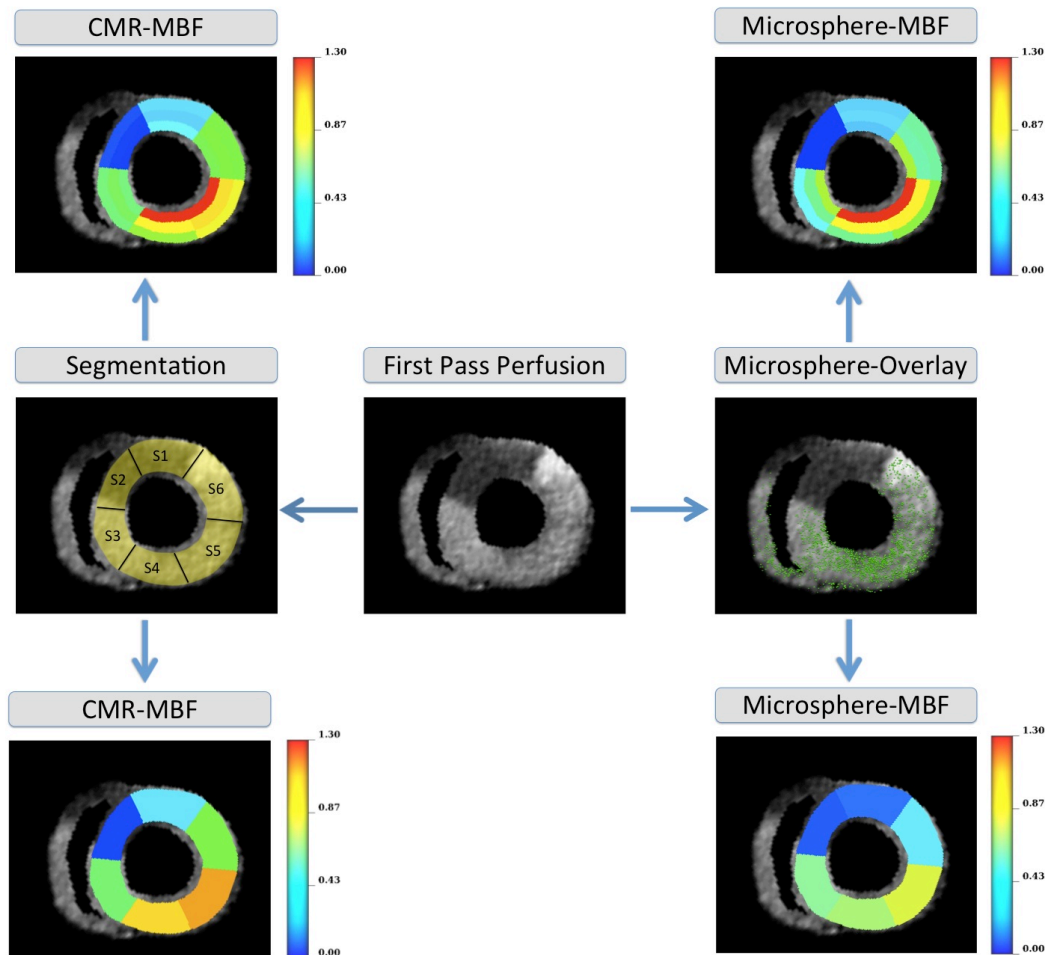 CMR-MBF
Microsphere-MBF
1.30
0.87
0.43
0.00
1.30
0.87
0.43
0.00
Segmentation
First Pass Perfusion
Microsphere-Overlay
S1
S2
S6
S3
S5
S4
CMR-MBF
Microsphere-MBF
1.30
0.87
0.43
0.00
1.30
0.87
0.43
0.00